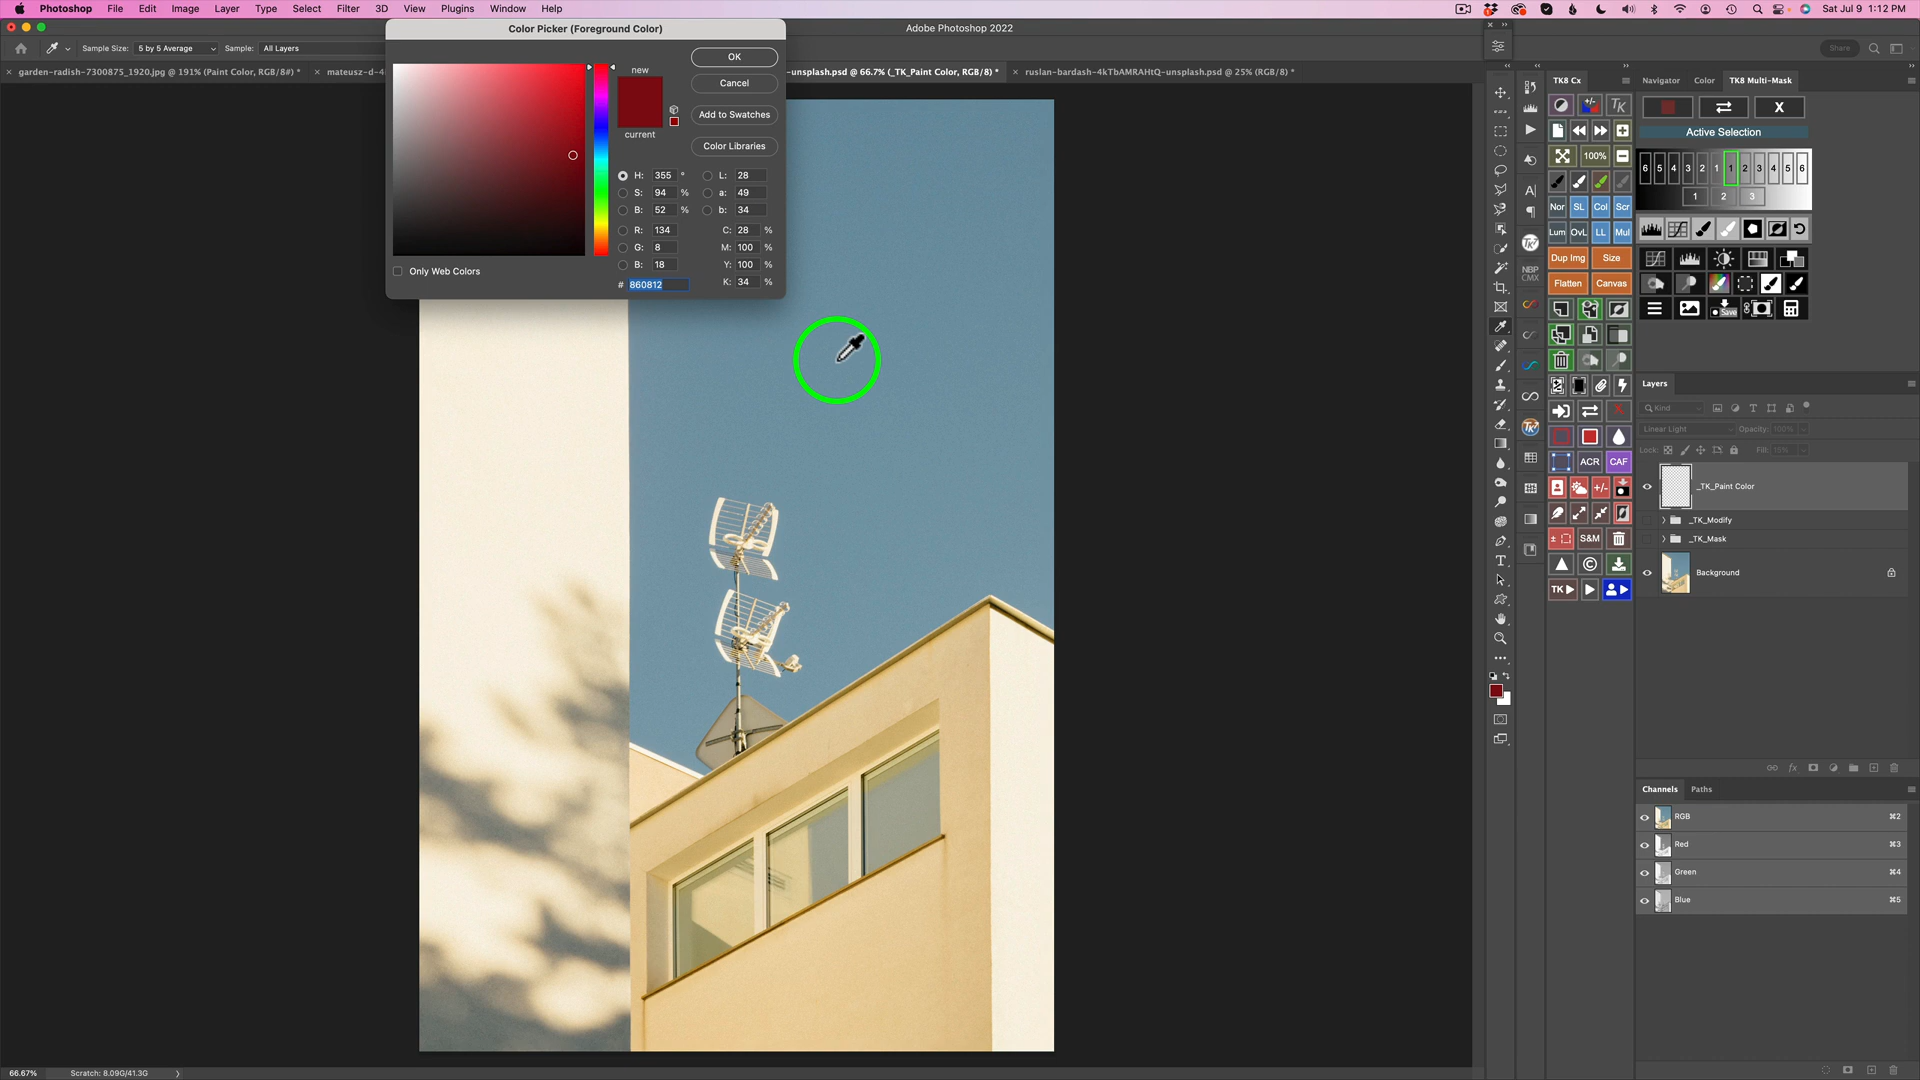 Photoshop File Edit Image Layer Type Select Filter 3D View Plugins Window Help
Sat Jul 9 1:12 PM
Adobe Photoshop 2022
Sample Size: 5 by 5 Average Sample: All Layers
Share
garden-radish-7300875_1920.jpg @ 191% (Paint Color, RGB/8#) *
mateusz-d-4
-unsplash.psd @ 66.7% (_TK_Paint Color, RGB/8) *
ruslan-bardash-4kTbAMRAHtQ-unsplash.psd @ 25% (RGB/8) *
Color Picker (Foreground Color)
new
current
OK
Cancel
Add to Swatches
Color Libraries
H: 355 °
S: 94 %
B: 52 %
R: 134
G: 8
B: 18
# 860812
L: 28
a: 49
b: 34
C: 28 %
M: 100 %
Y: 100 %
K: 34 %
Only Web Colors
NBP
CMX
TK8 Cx
TK
100%
Nor SL Col Scr
Lum OvL LL Mul
Dup Img Size
Flatten Canvas
X
ACR CAF
+/-
S&M
TK
Navigator Color TK8 Multi-Mask
X
Active Selection
6 5 4 3 2 1 1 2 3 4 5 6
1 2 3
Save
Layers
Kind
Linear Light Opacity: 100%
Lock: Fill: 15%
_TK_Paint Color
_TK_Modify
_TK_Mask
Background
fx
Channels Paths
RGB ⌘2
Red ⌘3
Green ⌘4
Blue ⌘5
66.67% Scratch: 8.09G/41.3G